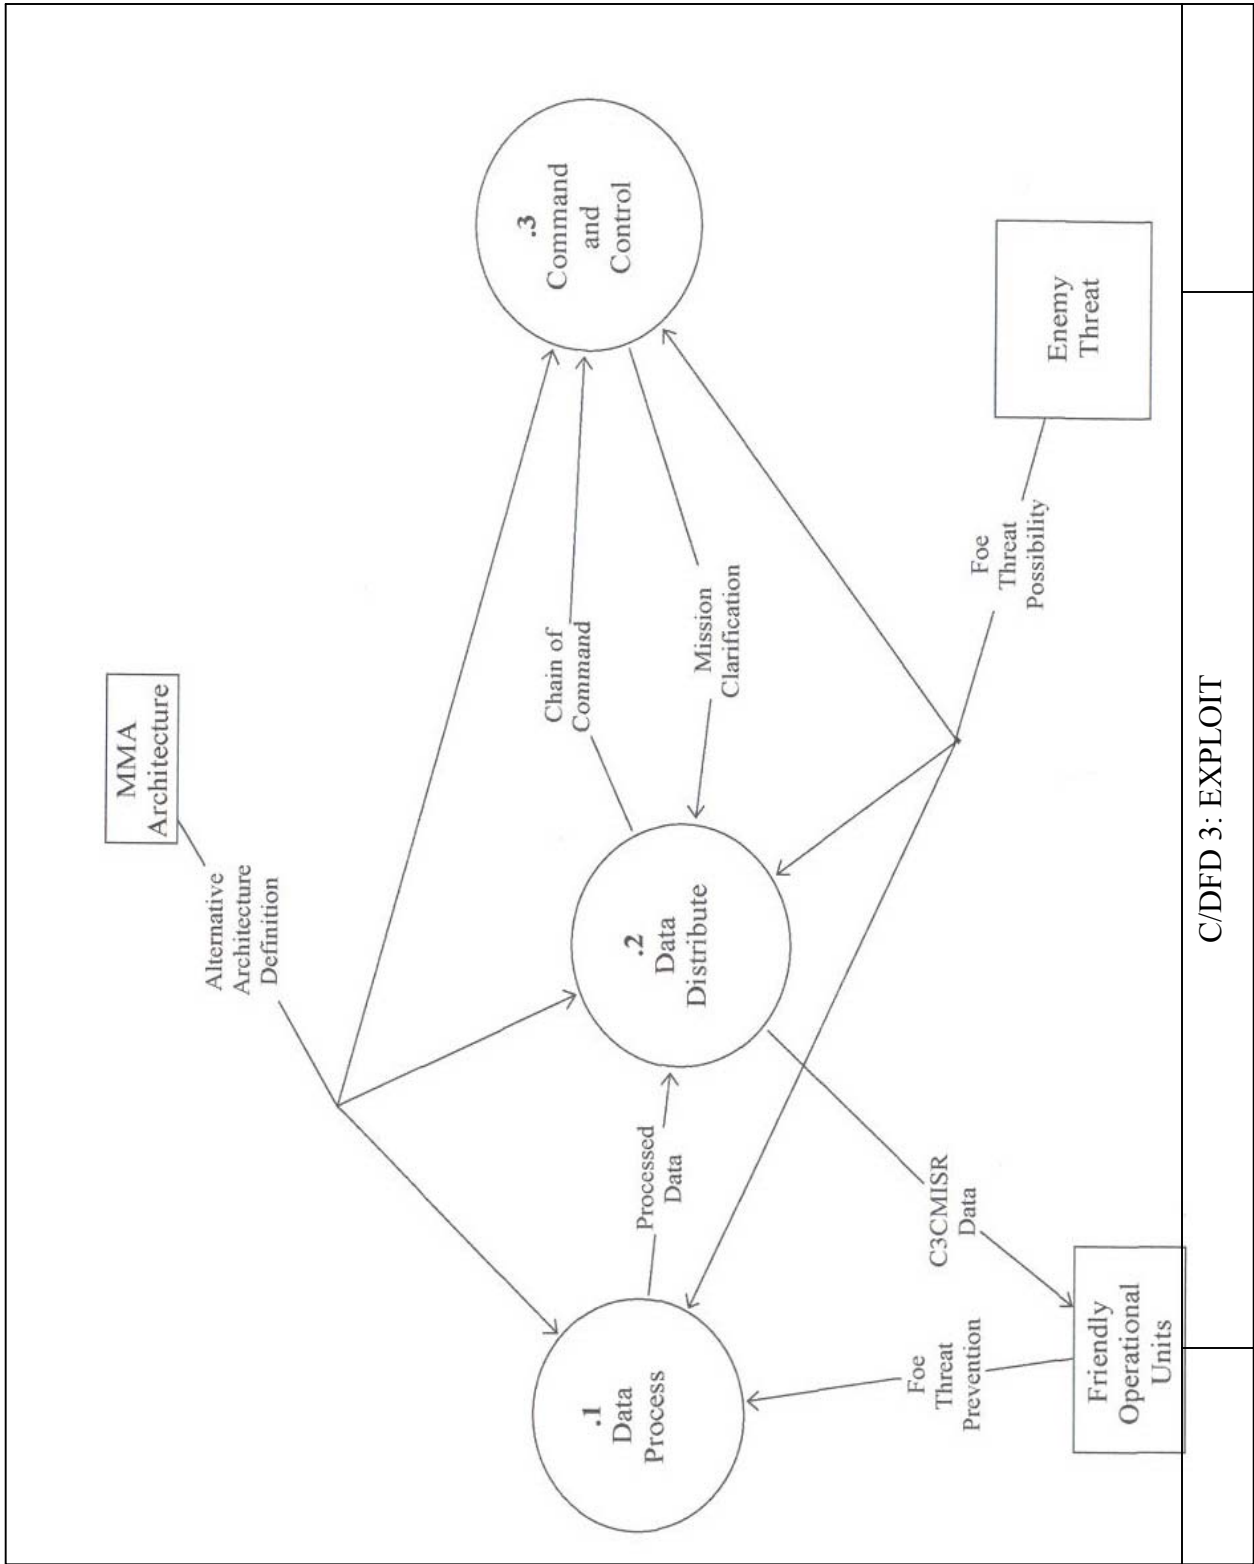 MMA
Architecture
Alternative
Architecture
Definition
.1
Data
Process
Processed
Data
.2
Data
Distribute
Chain of
Command
Mission
Clarification
.3
Command
and
Control
Foe
Threat
Prevention
C3CMISR
Data
Friendly
Operational
Units
Foe
Threat
Possibility
Enemy
Threat
C/DFD 3: EXPLOIT